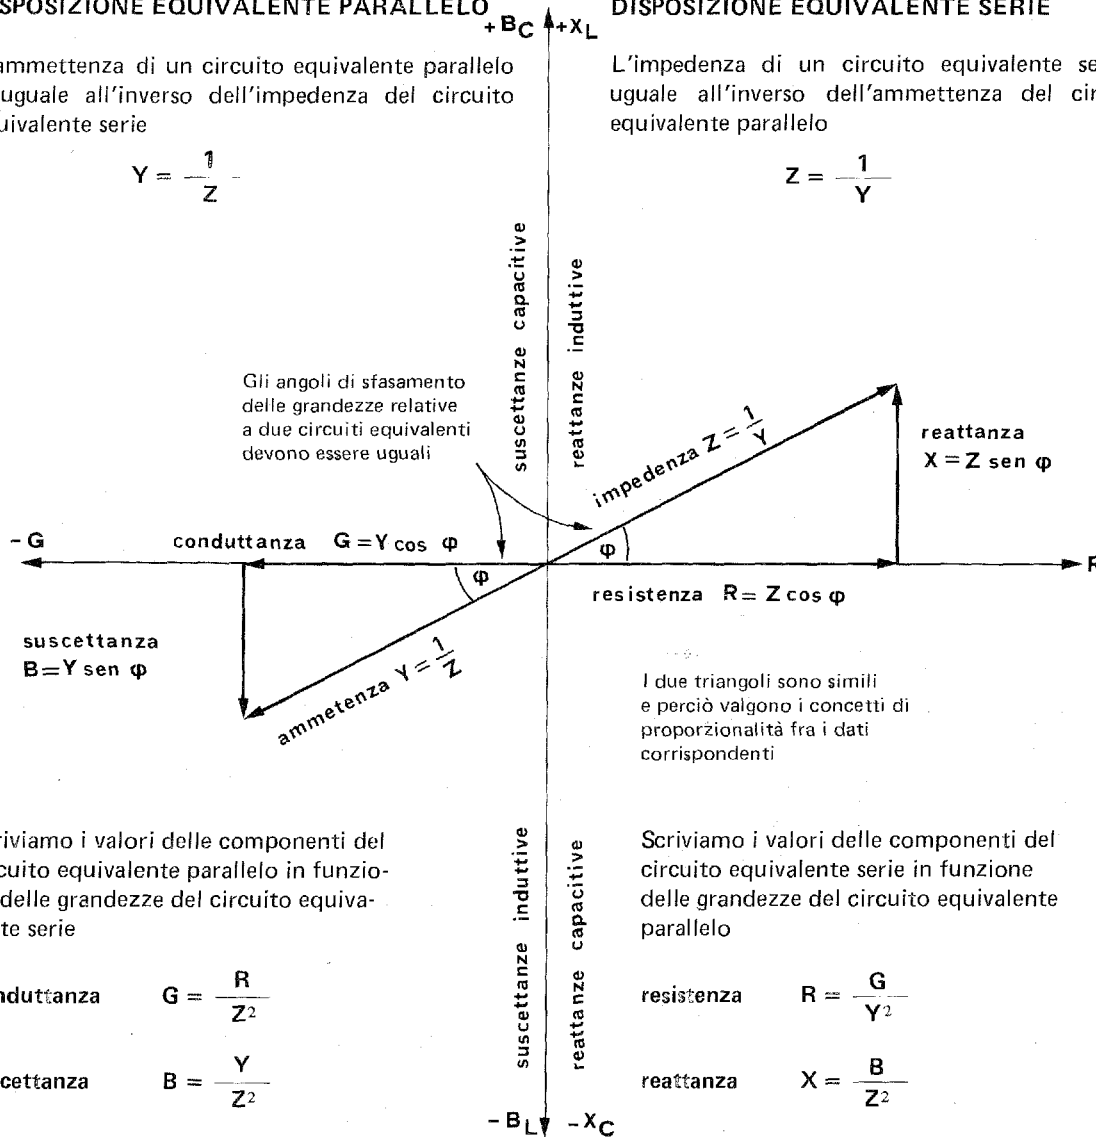 SPOSIZIONE EQUIVALENTE PARALLELO
ammettenza di un circuito equivalente parallelo
uguale all'inverso dell'impedenza del circuito
uivalente serie
Y = 1/Z
+BC
+XL
DISPOSIZIONE EQUIVALENTE SERIE
L'impedenza di un circuito equivalente se
uguale all'inverso dell'ammettenza del cir
equivalente parallelo
Z = 1/Y
suscettanze capacitive
reattanze induttive
Gli angoli di sfasamento
delle grandezze relative
a due circuiti equivalenti
devono essere uguali
impedenza Z = 1/Y
reattanza
X = Z sen φ
-G
conduttanza G = Y cos φ
φ
φ
R
resistenza R = Z cos φ
suscettanza
B = Y sen φ
ammetenza Y = 1/Z
I due triangoli sono simili
e perciò valgono i concetti di
proporzionalità fra i dati
corrispondenti
riviamo i valori delle componenti del
cuito equivalente parallelo in funzio-
delle grandezze del circuito equiva-
te serie
nduttanza G = R/Z²
cettanza B = Y/Z²
suscettanze induttive
reattanze capacitive
Scriviamo i valori delle componenti del
circuito equivalente serie in funzione
delle grandezze del circuito equivalente
parallelo
resistenza R = G/Y²
reattanza X = B/Z²
-BL
-XC